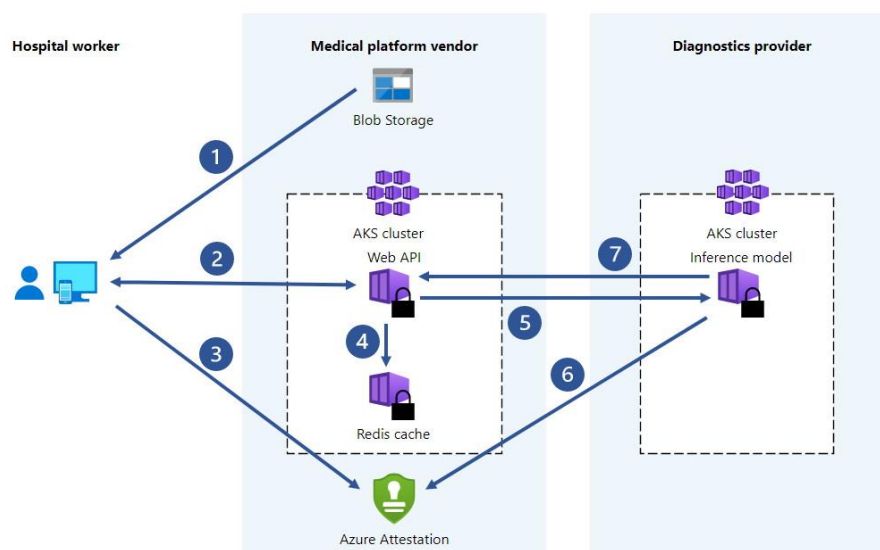 Hospital worker
Medical platform vendor
Diagnostics provider
Blob Storage
1
AKS cluster
Web API
AKS cluster
Inference model
2
7
5
3
4
6
Redis cache
Azure Attestation